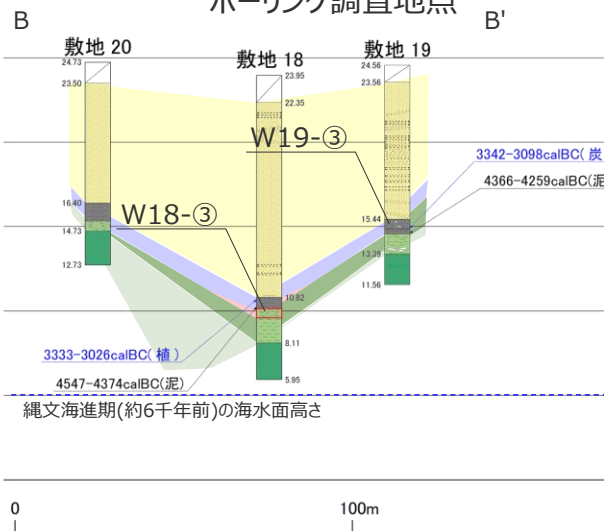 ボーリング調査地点
B
B'
敷地 20
敷地 18
敷地 19
24.73
23.50
16.40
14.73
12.73
23.95
22.35
10.82
8.11
5.95
24.56
23.56
15.44
13.39
11.56
W19-③
W18-③
3342-3098calBC( 炭
4366-4259calBC(泥
3333-3026calBC( 植 )
4547-4374calBC(泥)
縄文海進期(約6千年前)の海水面高さ
0
100m